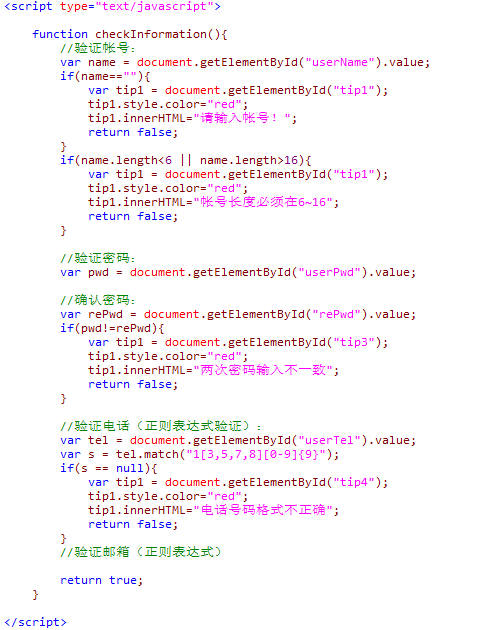 <script type="text/javascript">
function checkInformation(){
//验证帐号:
var name = document.getElementById("userName").value;
if(name==""){
var tip1 = document.getElementById("tip1");
tip1.style.color="red";
tip1.innerHTML="请输入帐号! ";
return false;
}
if(name.length<6 || name.length>16){
var tip1 = document.getElementById("tip1");
tip1.style.color="red";
tip1.innerHTML="帐号长度必须在6~16";
return false;
}
//验证密码:
var pwd = document.getElementById("userPwd").value;
//确认密码:
var rePwd = document.getElementById("rePwd").value;
if(pwd!=rePwd){
var tip1 = document.getElementById("tip3");
tip1.style.color="red";
tip1.innerHTML="两次密码输入不一致";
return false;
}
//验证电话（正则表达式验证）:
var tel = document.getElementById("userTel").value;
var s = tel.match("1[3,5,7,8][0-9]{9}");
if(s == null){
var tip1 = document.getElementById("tip4");
tip1.style.color="red";
tip1.innerHTML="电话号码格式不正确";
return false;
}
//验证邮箱（正则表达式）
return true;
}
</script>